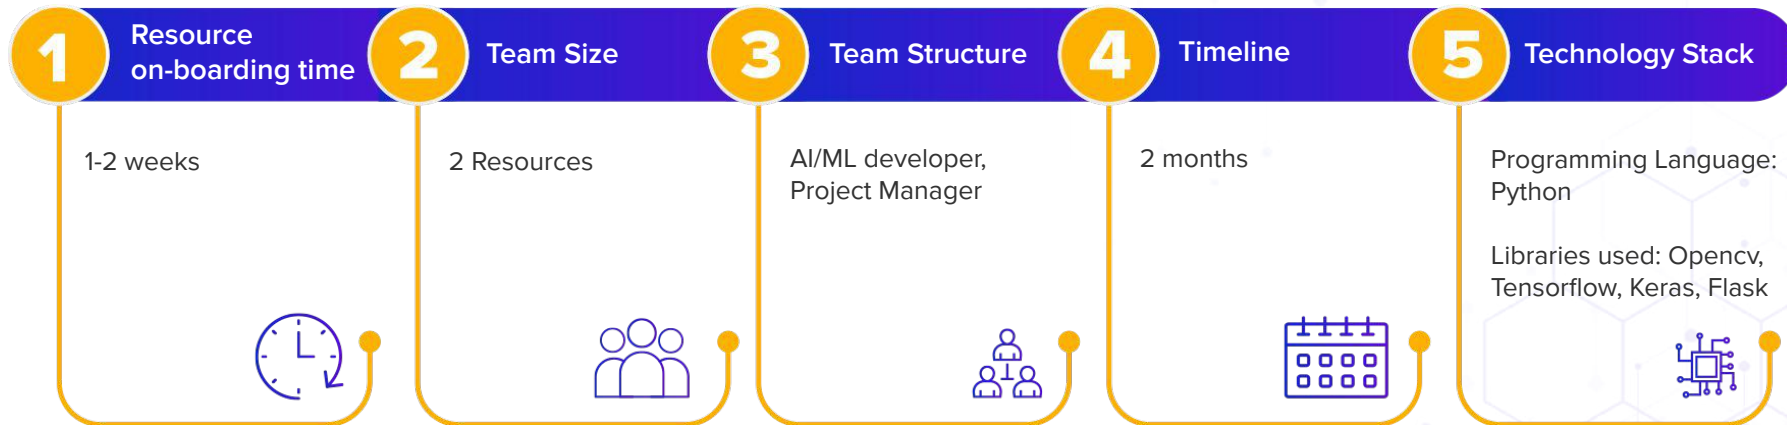 1
Resource
on-boarding time
1-2 weeks
2
Team Size
2 Resources
3
Team Structure
AI/ML developer,
Project Manager
4
Timeline
2 months
5
Technology Stack
Programming Language:
Python
Libraries used: Opencv,
Tensorflow, Keras, Flask